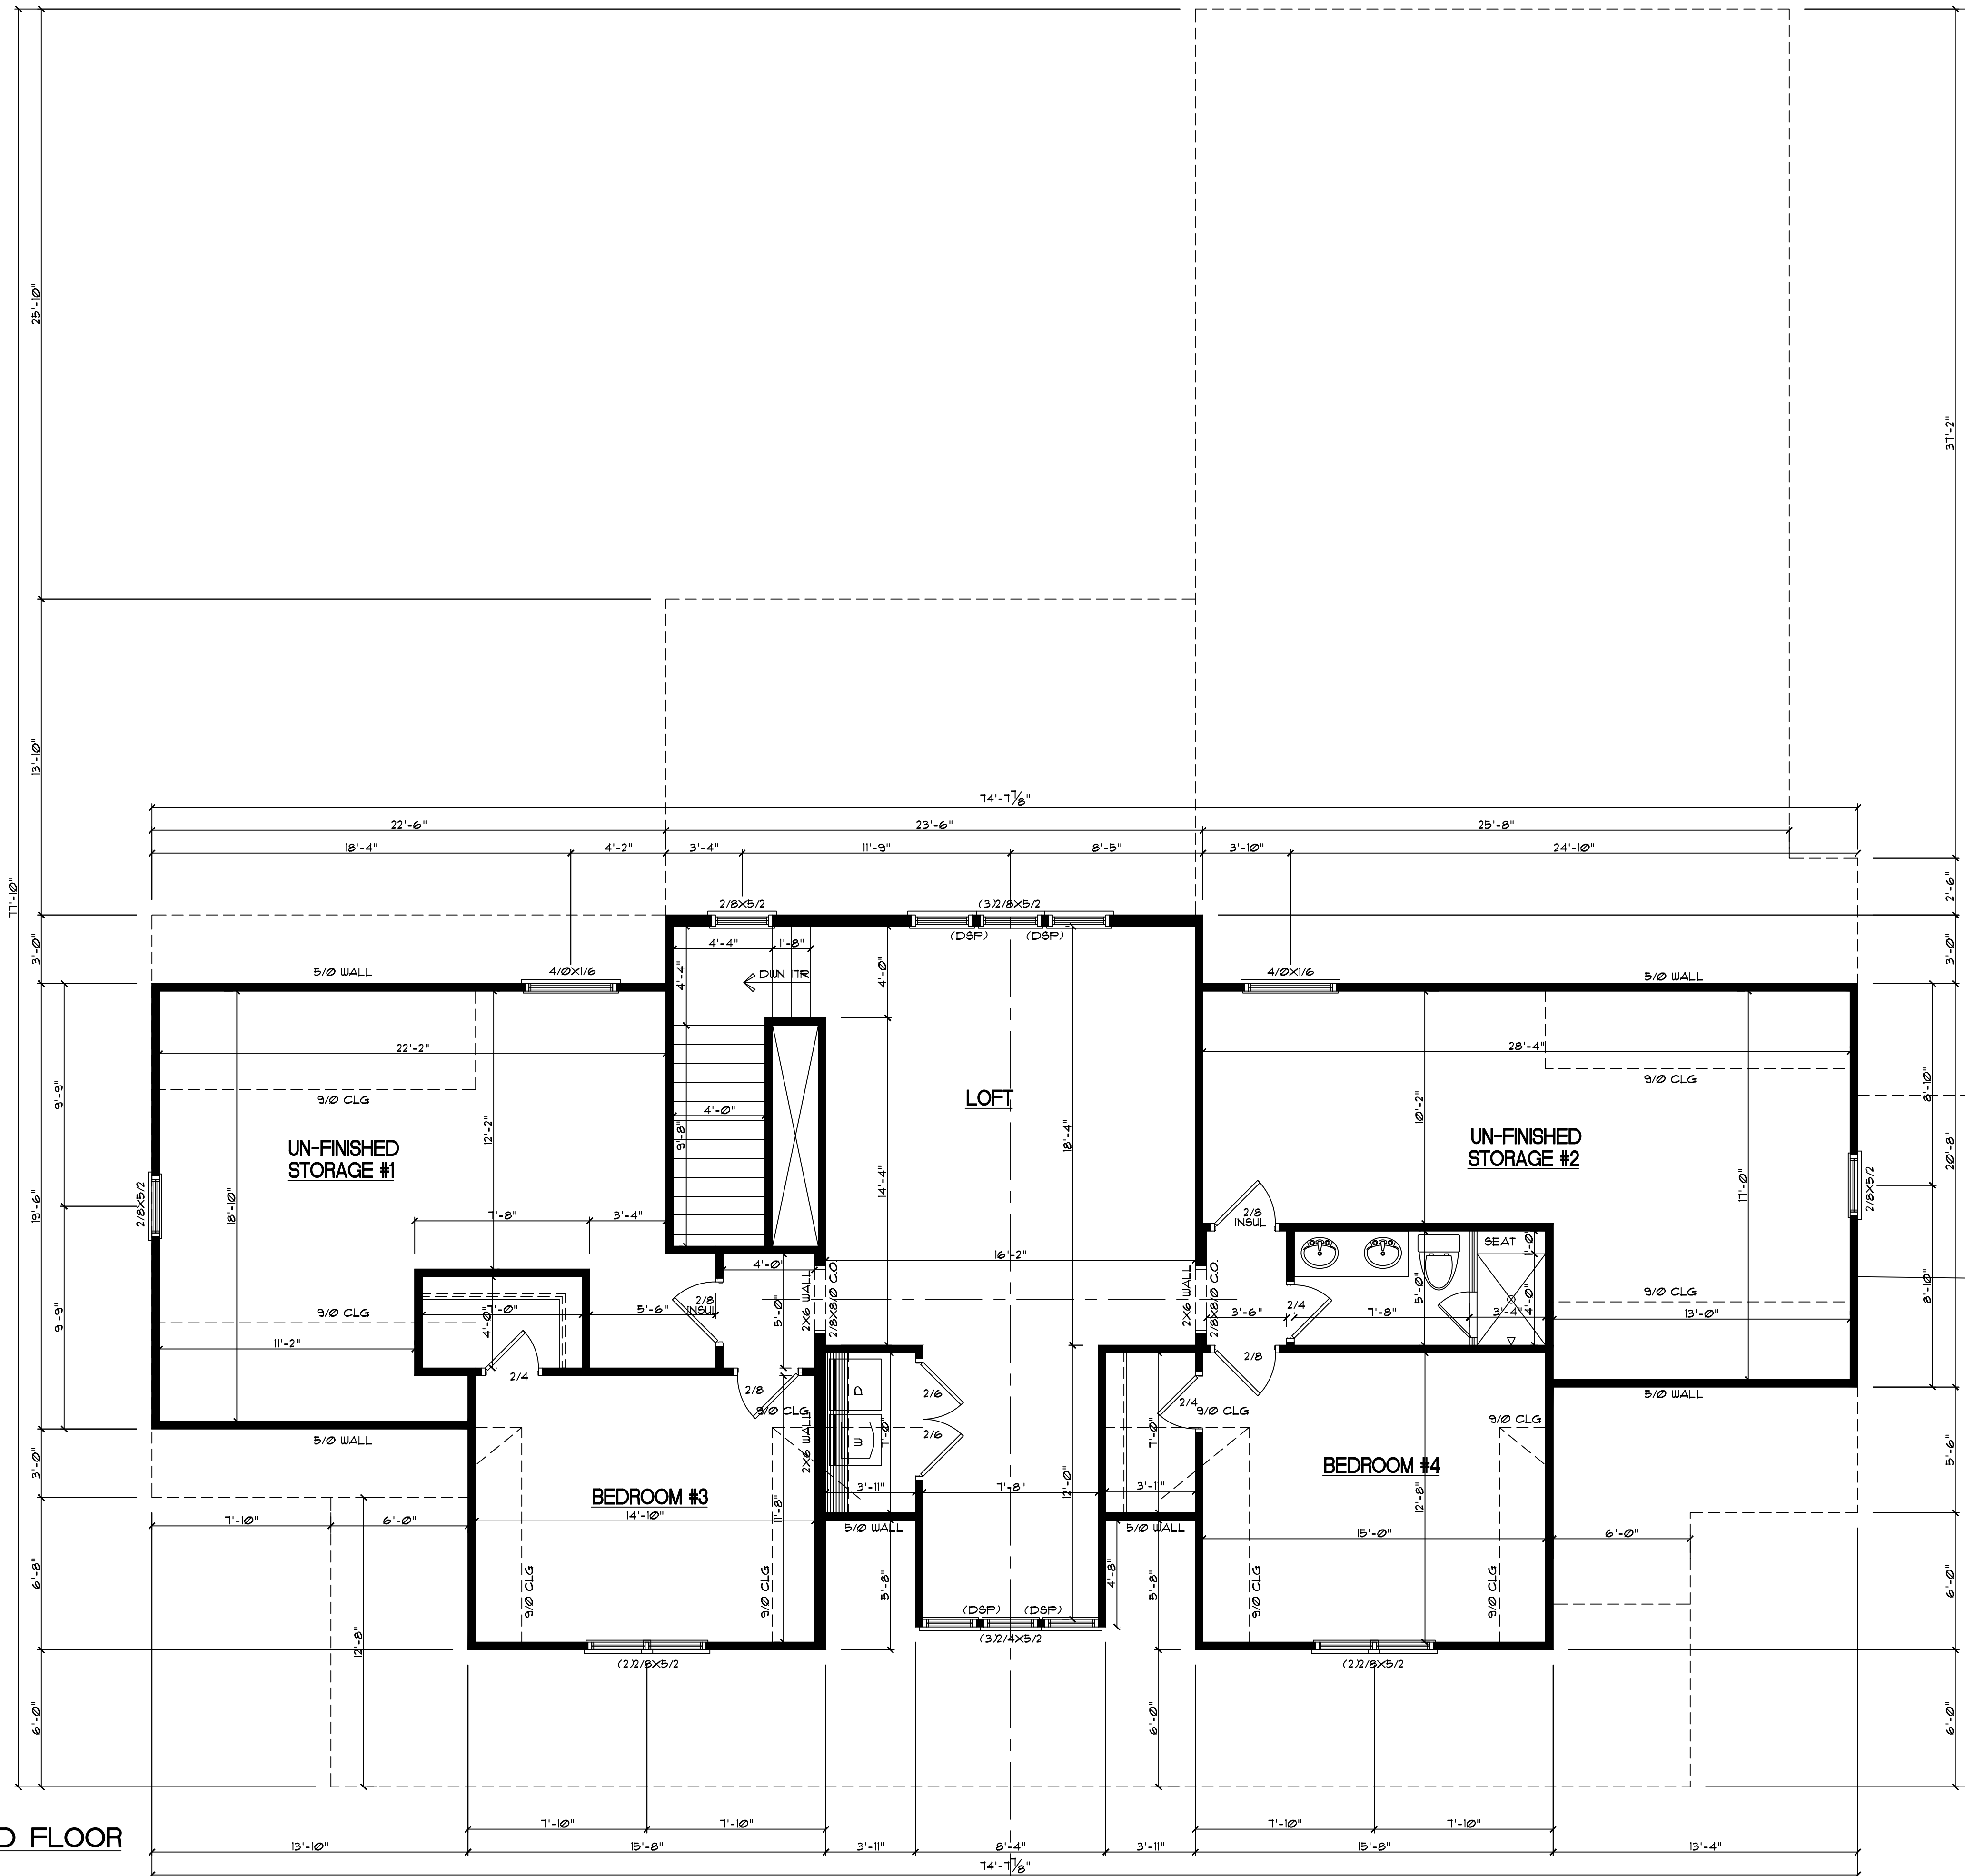 74'-7 7/8"
22'-6"
23'-6"
25'-8"
18'-4"
4'-2"
3'-4"
11'-9"
8'-5"
3'-10"
24'-10"
77'-10"
25'-10"
13'-10"
3'-0"
19'-6"
9'-9"
9'-9"
3'-0"
6'-8"
6'-0"
37'-2"
2'-6"
3'-0"
20'-8"
8'-10"
8'-10"
5'-6"
6'-0"
6'-0"
2/8X5/2
(3)2/8X5/2
(DSP)
(DSP)
5/0 WALL
4/0X1/6
4/0X1/6
5/0 WALL
4'-4"
1'-8"
DWN TR
4'-4"
4'-0"
22'-2"
28'-4"
9/0 CLG
9/0 CLG
UN-FINISHED
STORAGE #1
LOFT
UN-FINISHED
STORAGE #2
12'-2"
4'-0"
9'-8"
14'-4"
18'-4"
10'-2"
17'-0"
2/8X5/2
18'-10"
2/8X5/2
7'-8"
3'-4"
2/8
INSUL
SEAT
1'-0"
16'-2"
4'-0"
2/8
INSUL
5'-0"
2X6 WALL
2/8X8/0 C.O.
2X6 WALL
2/8X8/0 C.O.
9/0 CLG
7'-0"
4'-0"
5'-6"
11'-2"
2/4
3'-6"
2/4
7'-8"
5'-0"
3'-4"
4'-0"
9/0 CLG
13'-0"
2/8
9/0 CLG
2X6 WALL
D
W
7'-0"
2/6
2/6
2/8
2/4
9/0 CLG
7'-0"
9/0 CLG
5/0 WALL
5/0 WALL
BEDROOM #3
14'-10"
11'-8"
BEDROOM #4
15'-0"
12'-8"
3'-11"
7'-8"
12'-0"
3'-11"
5/0 WALL
5/0 WALL
7'-10"
6'-0"
6'-0"
12'-8"
9/0 CLG
9/0 CLG
5'-8"
4'-8"
5'-8"
9/0 CLG
9/0 CLG
(DSP)
(DSP)
(3)2/4X5/2
(2)2/8X5/2
(2)2/8X5/2
6'-0"
7'-10"
7'-10"
7'-10"
7'-10"
D FLOOR
13'-10"
15'-8"
3'-11"
8'-4"
3'-11"
15'-8"
13'-4"
74'-7 7/8"